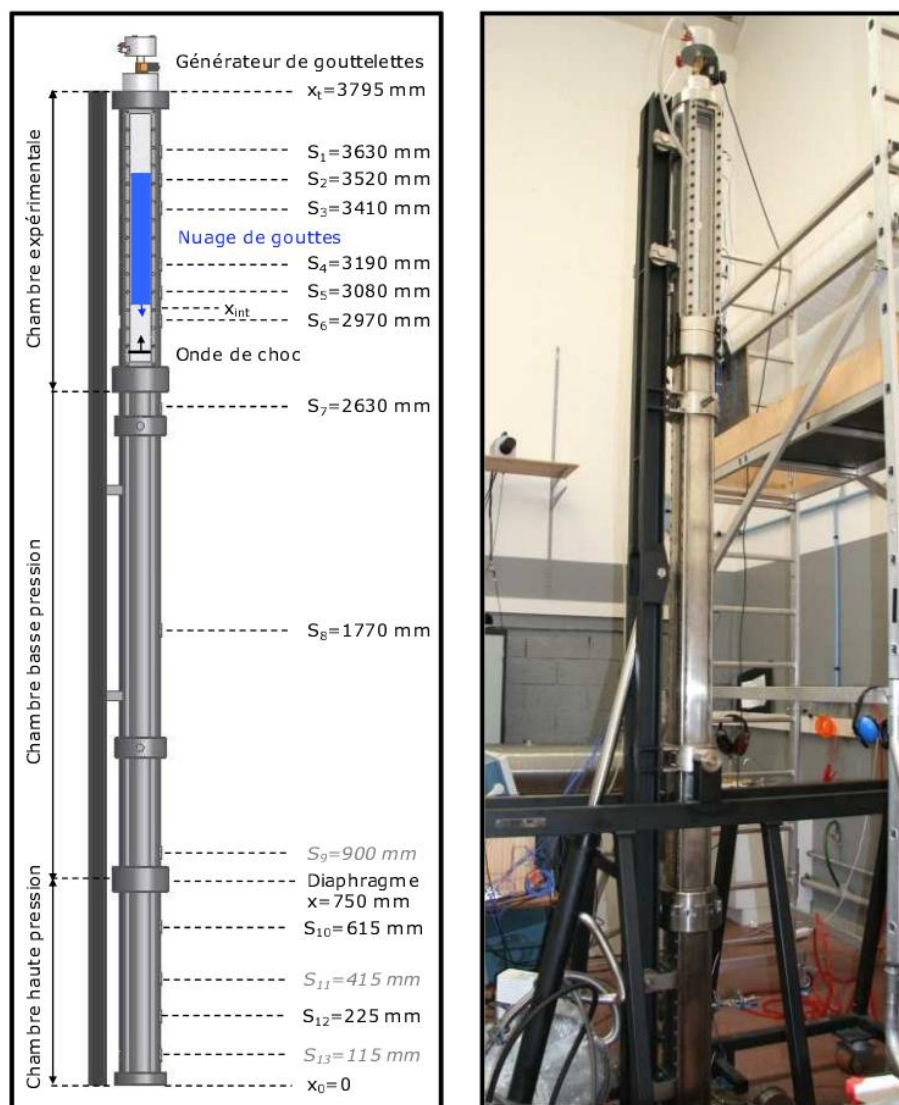 Générateur de gouttelettes
xₜ=3795 mm
S₁=3630 mm
S₂=3520 mm
S₃=3410 mm
Nuage de gouttes
S₄=3190 mm
S₅=3080 mm
xᵢₙₜ
S₆=2970 mm
Onde de choc
S₇=2630 mm
S₈=1770 mm
S₉=900 mm
Diaphragme
x=750 mm
S₁₀=615 mm
S₁₁=415 mm
S₁₂=225 mm
S₁₃=115 mm
x₀=0
Chambre expérimentale
Chambre basse pression
Chambre haute pression